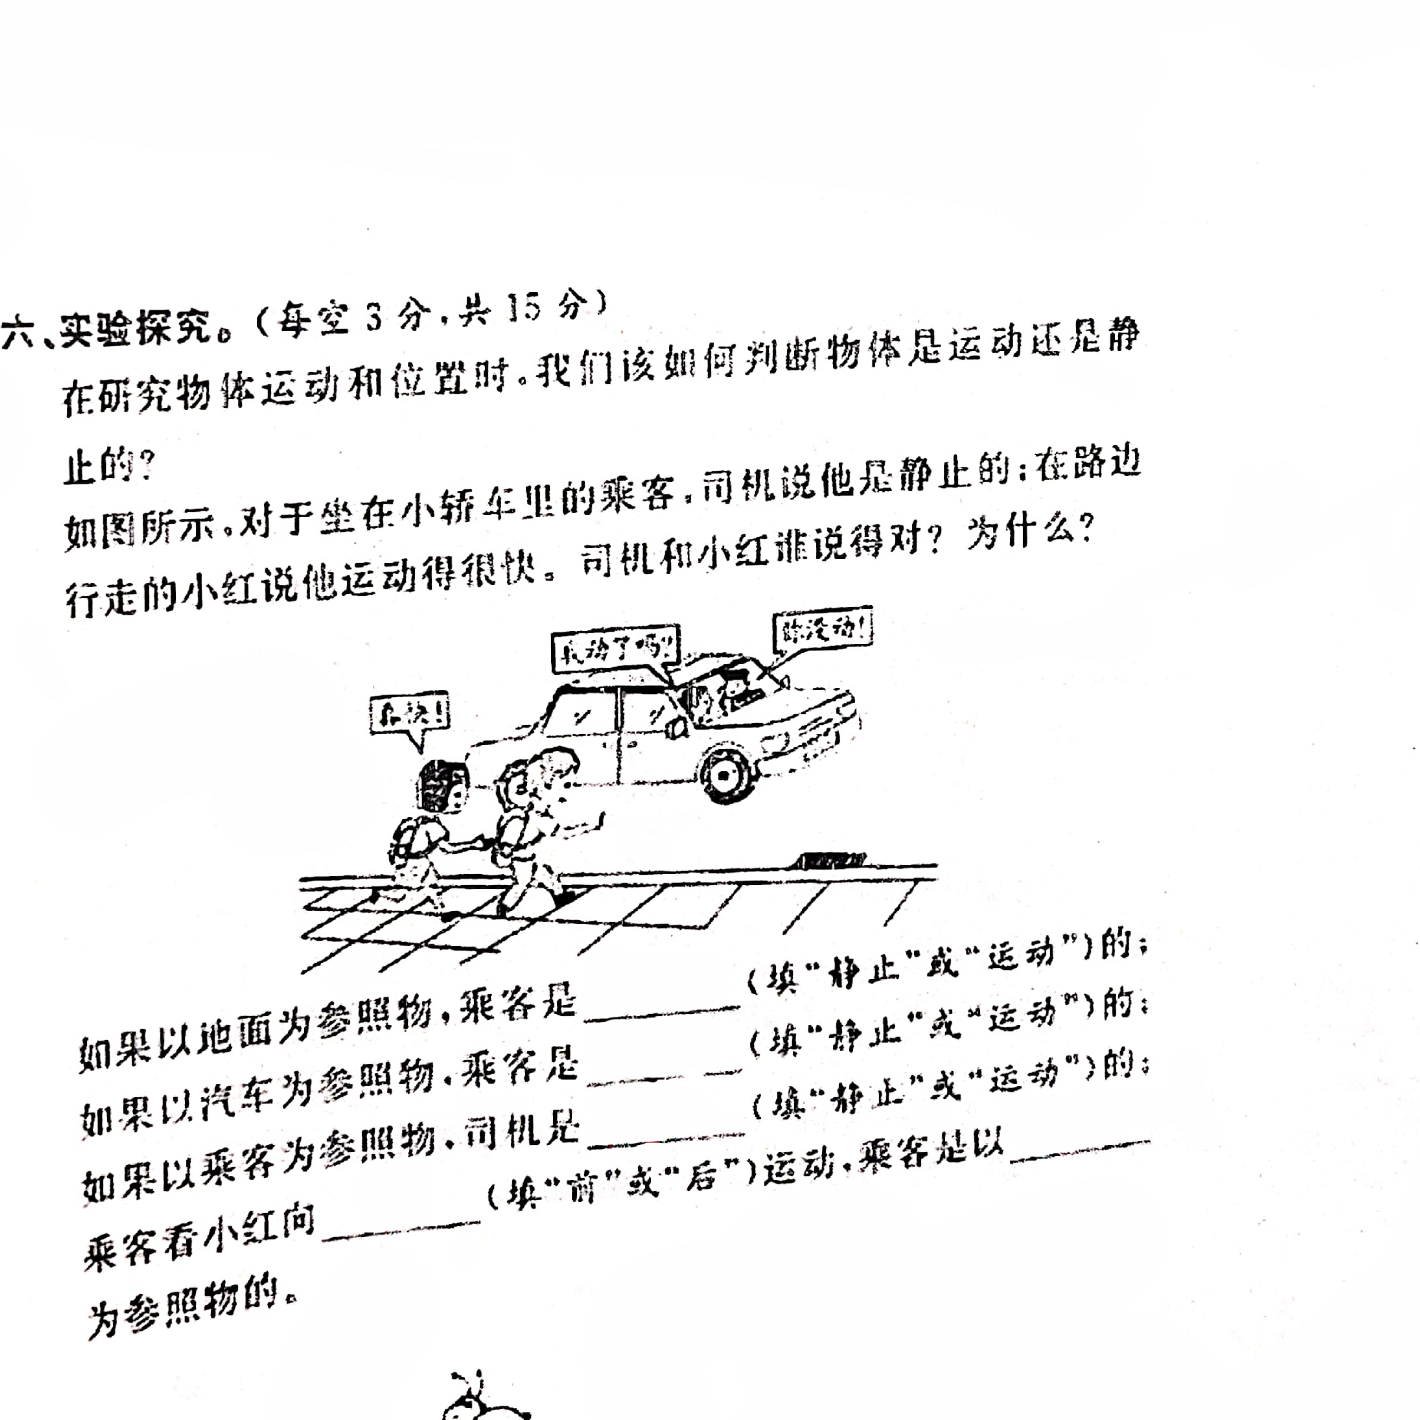 六、实验探究。(每空 3 分,共 15 分)
在研究物体运动和位置时,我们该如何判断物体是运动还是静
止的?
如图所示,对于坐在小轿车里的乘客,司机说他是静止的;在路边
行走的小红说他运动得很快。司机和小红谁说得对?为什么?
你没动!
我动了吗?
真快!
如果以地面为参照物,乘客是________(填“静止”或“运动”)的;
如果以汽车为参照物,乘客是________(填“静止”或“运动”)的;
如果以乘客为参照物,司机是________(填“静止”或“运动”)的;
乘客看小红向________(填“前”或“后”)运动,乘客是以________
为参照物的。